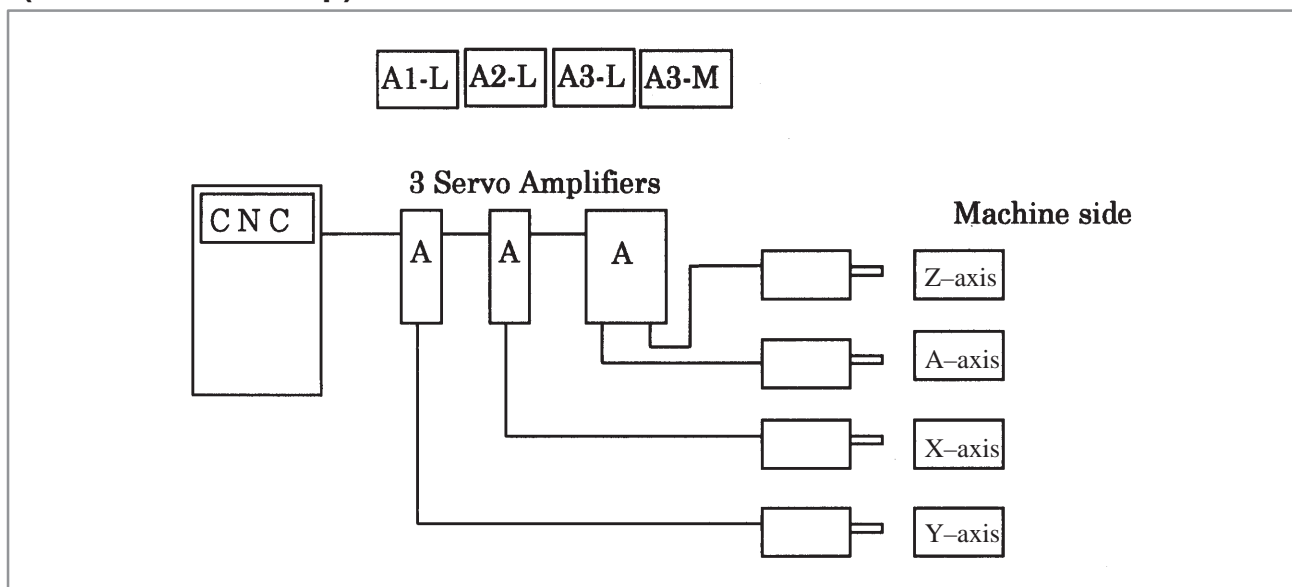 A1-L A2-L A3-L A3-M
3 Servo Amplifiers
CNC
A A A
Machine side
Z–axis
A–axis
X–axis
Y–axis